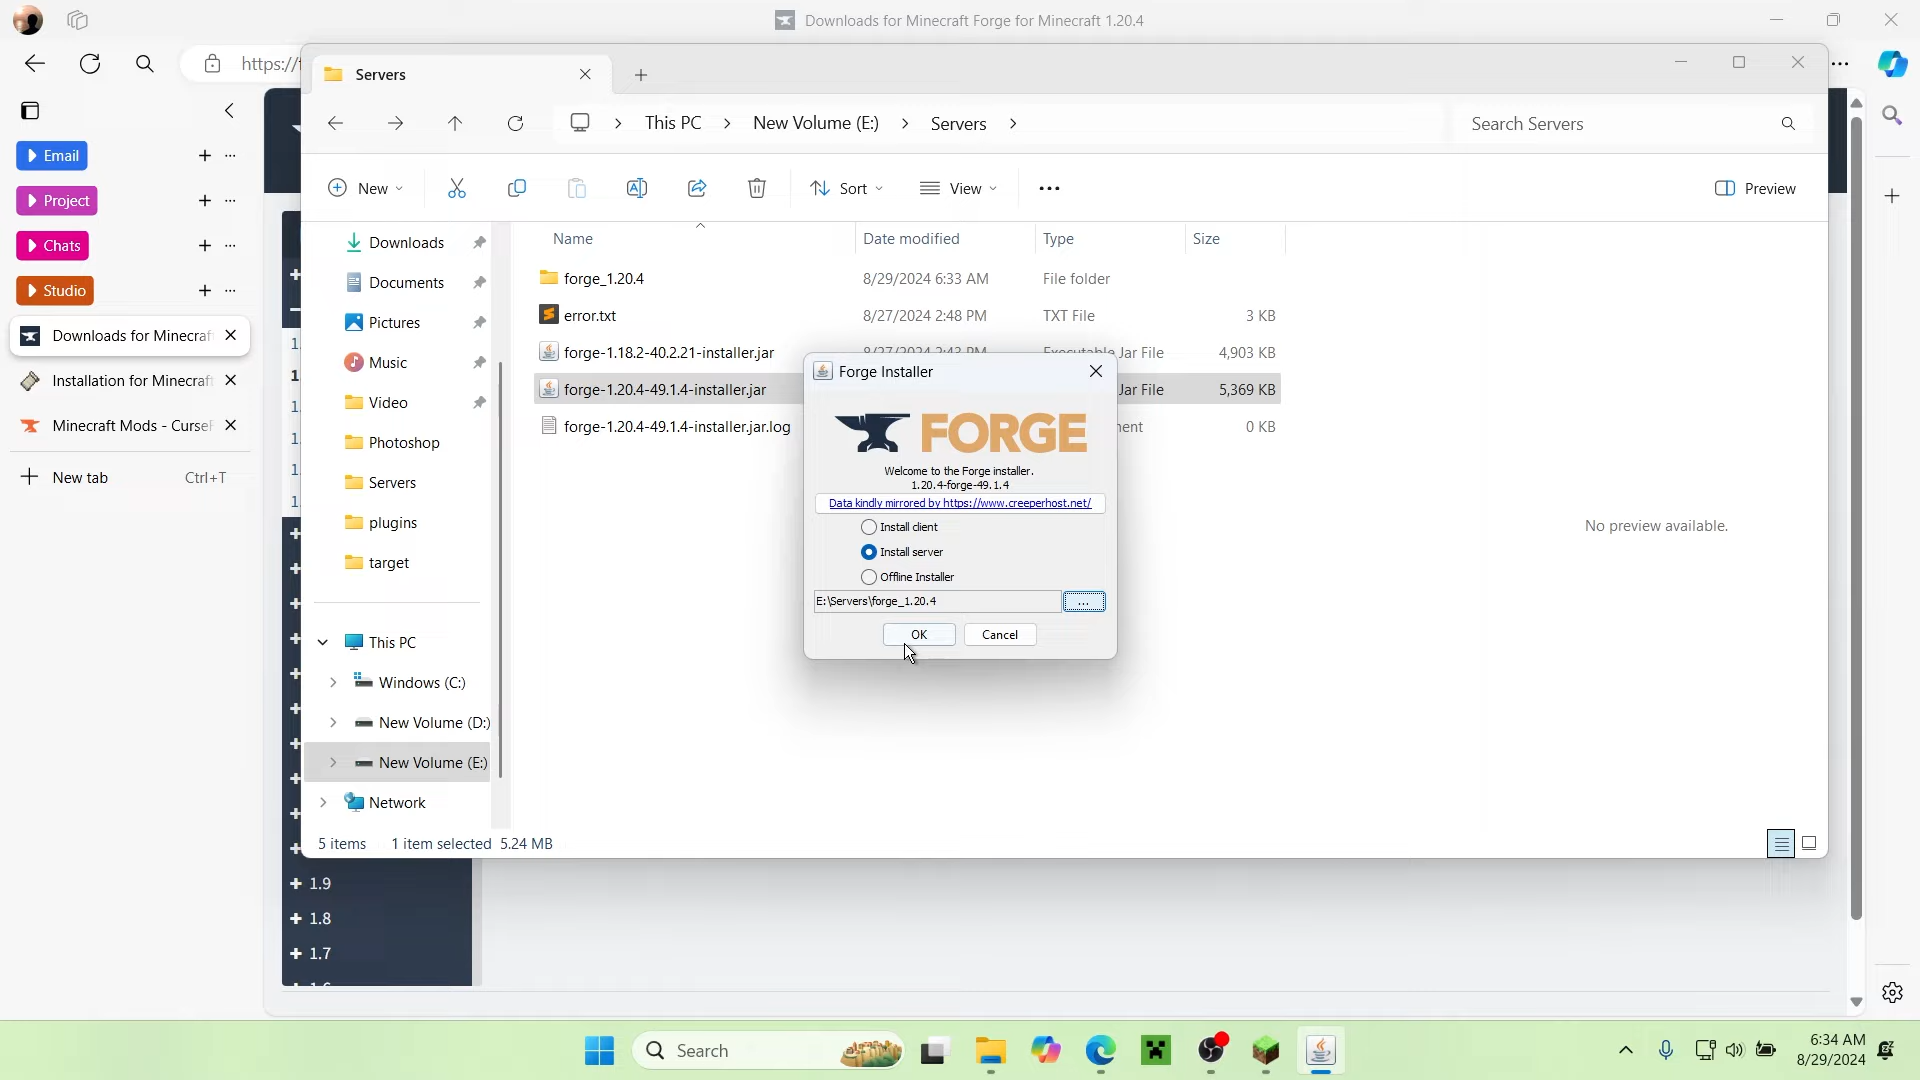 Downloads for Minecraft Forge for Minecraft 1.20.4
https://
Email
Project
Chats
Studio
Downloads for Minecraf
Installation for Minecraf
Minecraft Mods - Curse
New tab
Ctrl+T
Servers
This PC
New Volume (E:)
Servers
Search Servers
New
Sort
View
Preview
Downloads
Documents
Pictures
Music
Video
Photoshop
Servers
plugins
target
This PC
Windows (C:)
New Volume (D:)
New Volume (E:)
Network
Name
Date modified
Type
Size
forge_1.20.4
8/29/2024 6:33 AM
File folder
error.txt
8/27/2024 2:48 PM
TXT File
3 KB
forge-1.18.2-40.2.21-installer.jar
8/27/2024 2:43 PM
Executable Jar File
4,903 KB
forge-1.20.4-49.1.4-installer.jar
Jar File
5,369 KB
forge-1.20.4-49.1.4-installer.jar.log
0 KB
No preview available.
Forge Installer
FORGE
Welcome to the Forge installer.
1.20.4-forge-49.1.4
Data kindly mirrored by https://www.creeperhost.net/
Install client
Install server
Offline Installer
E:\Servers\forge_1.20.4
...
OK
Cancel
5 items
1 item selected 5.24 MB
1.9
1.8
1.7
Search
6:34 AM
8/29/2024